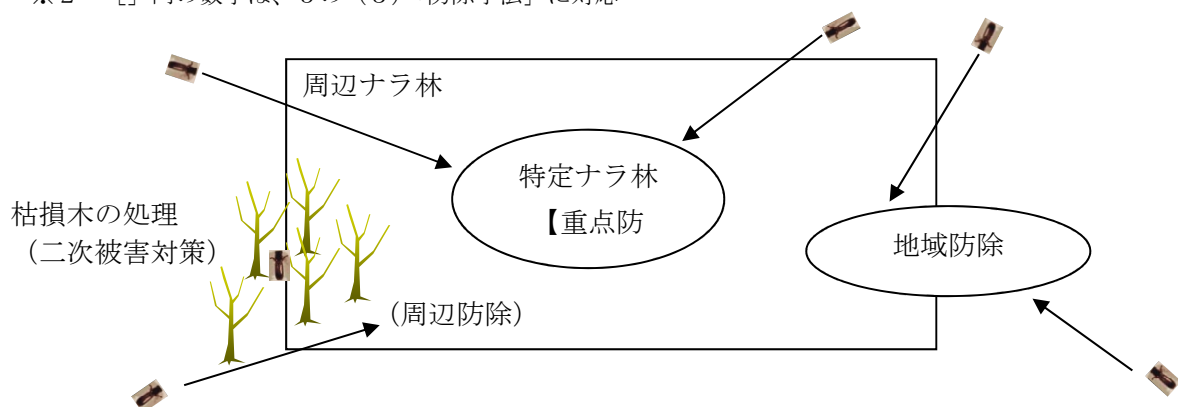 周辺ナラ林
特定ナラ林
【重点防
枯損木の処理
（二次被害対策）
地域防除
（周辺防除）